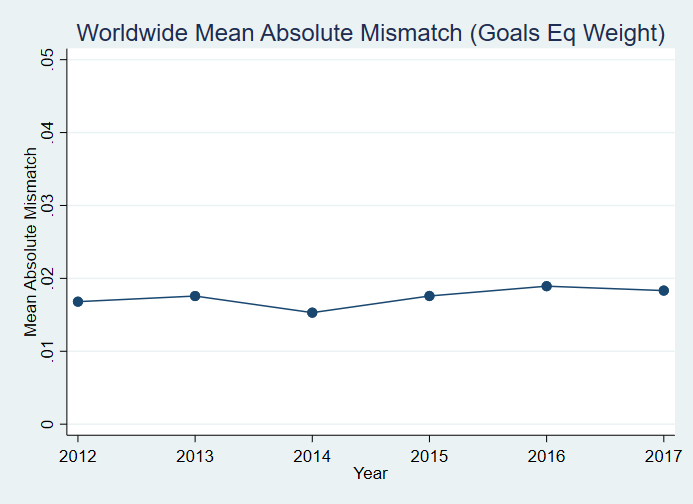 Worldwide Mean Absolute Mismatch (Goals Eq Weight)
Mean Absolute Mismatch
.05
.04
.03
.02
.01
0
2012 2013 2014 2015 2016 2017
Year